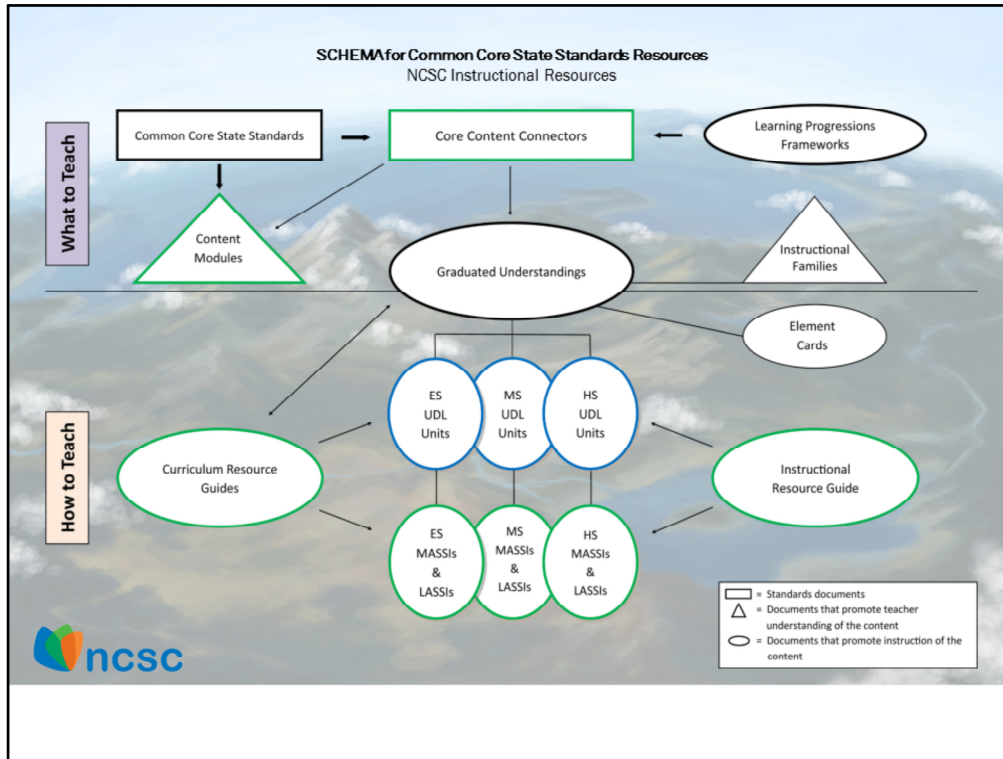 SCHEMA for Common Core State Standards Resources
NCSC Instructional Resources
What to Teach
Common Core State Standards
Core Content Connectors
Learning Progressions
Frameworks
Content
Modules
Graduated Understandings
Instructional
Families
Element
Cards
How to Teach
ES
UDL
Units
MS
UDL
Units
HS
UDL
Units
Curriculum Resource
Guides
Instructional
Resource Guide
ES
MASSIs
&
LASSIs
MS
MASSIs
&
LASSIs
HS
MASSIs
&
LASSIs
= Standards documents
= Documents that promote teacher
understanding of the content
= Documents that promote instruction of the
content
ncsc